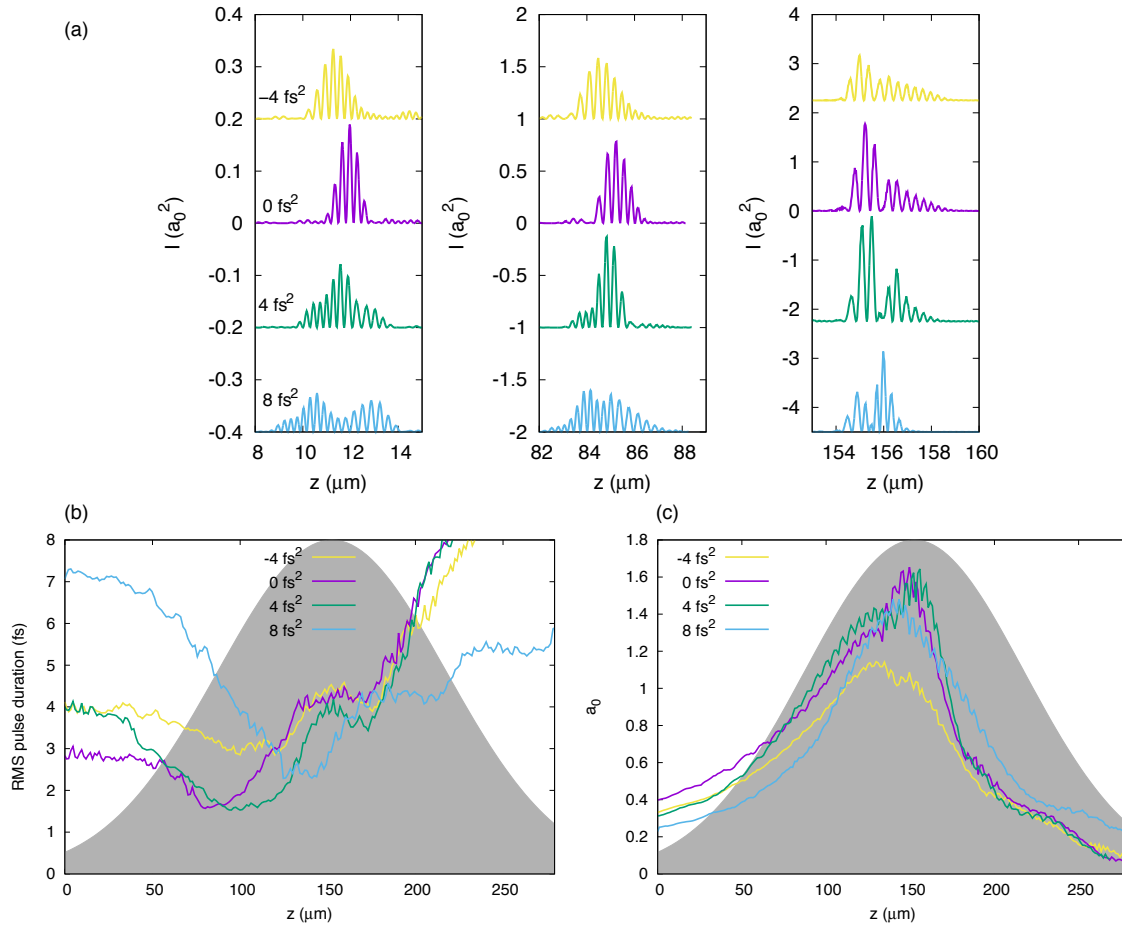 (a)
I (a₀²)
0.4
0.3
0.2
0.1
0
-0.1
-0.2
-0.3
-0.4
−4 fs²
0 fs²
4 fs²
8 fs²
8 10 12 14
z (μm)
I (a₀²)
2
1.5
1
0.5
0
-0.5
-1
-1.5
-2
82 84 86 88
z (μm)
I (a₀²)
4
3
2
1
0
-1
-2
-3
-4
154 156 158 160
z (μm)
(b)
RMS pulse duration (fs)
8
7
6
5
4
3
2
1
0
-4 fs²
0 fs²
4 fs²
8 fs²
0 50 100 150 200 250
z (μm)
(c)
a₀
1.8
1.6
1.4
1.2
1
0.8
0.6
0.4
0.2
0
-4 fs²
0 fs²
4 fs²
8 fs²
0 50 100 150 200 250
z (μm)